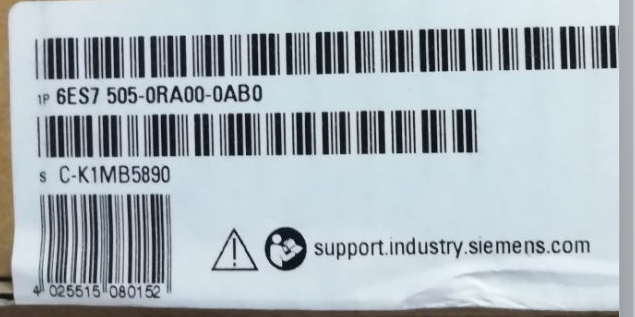 1P 6ES7 505-0RA00-0AB0
S C-K1MB5890
support.industry.siemens.com
4 025515 080152